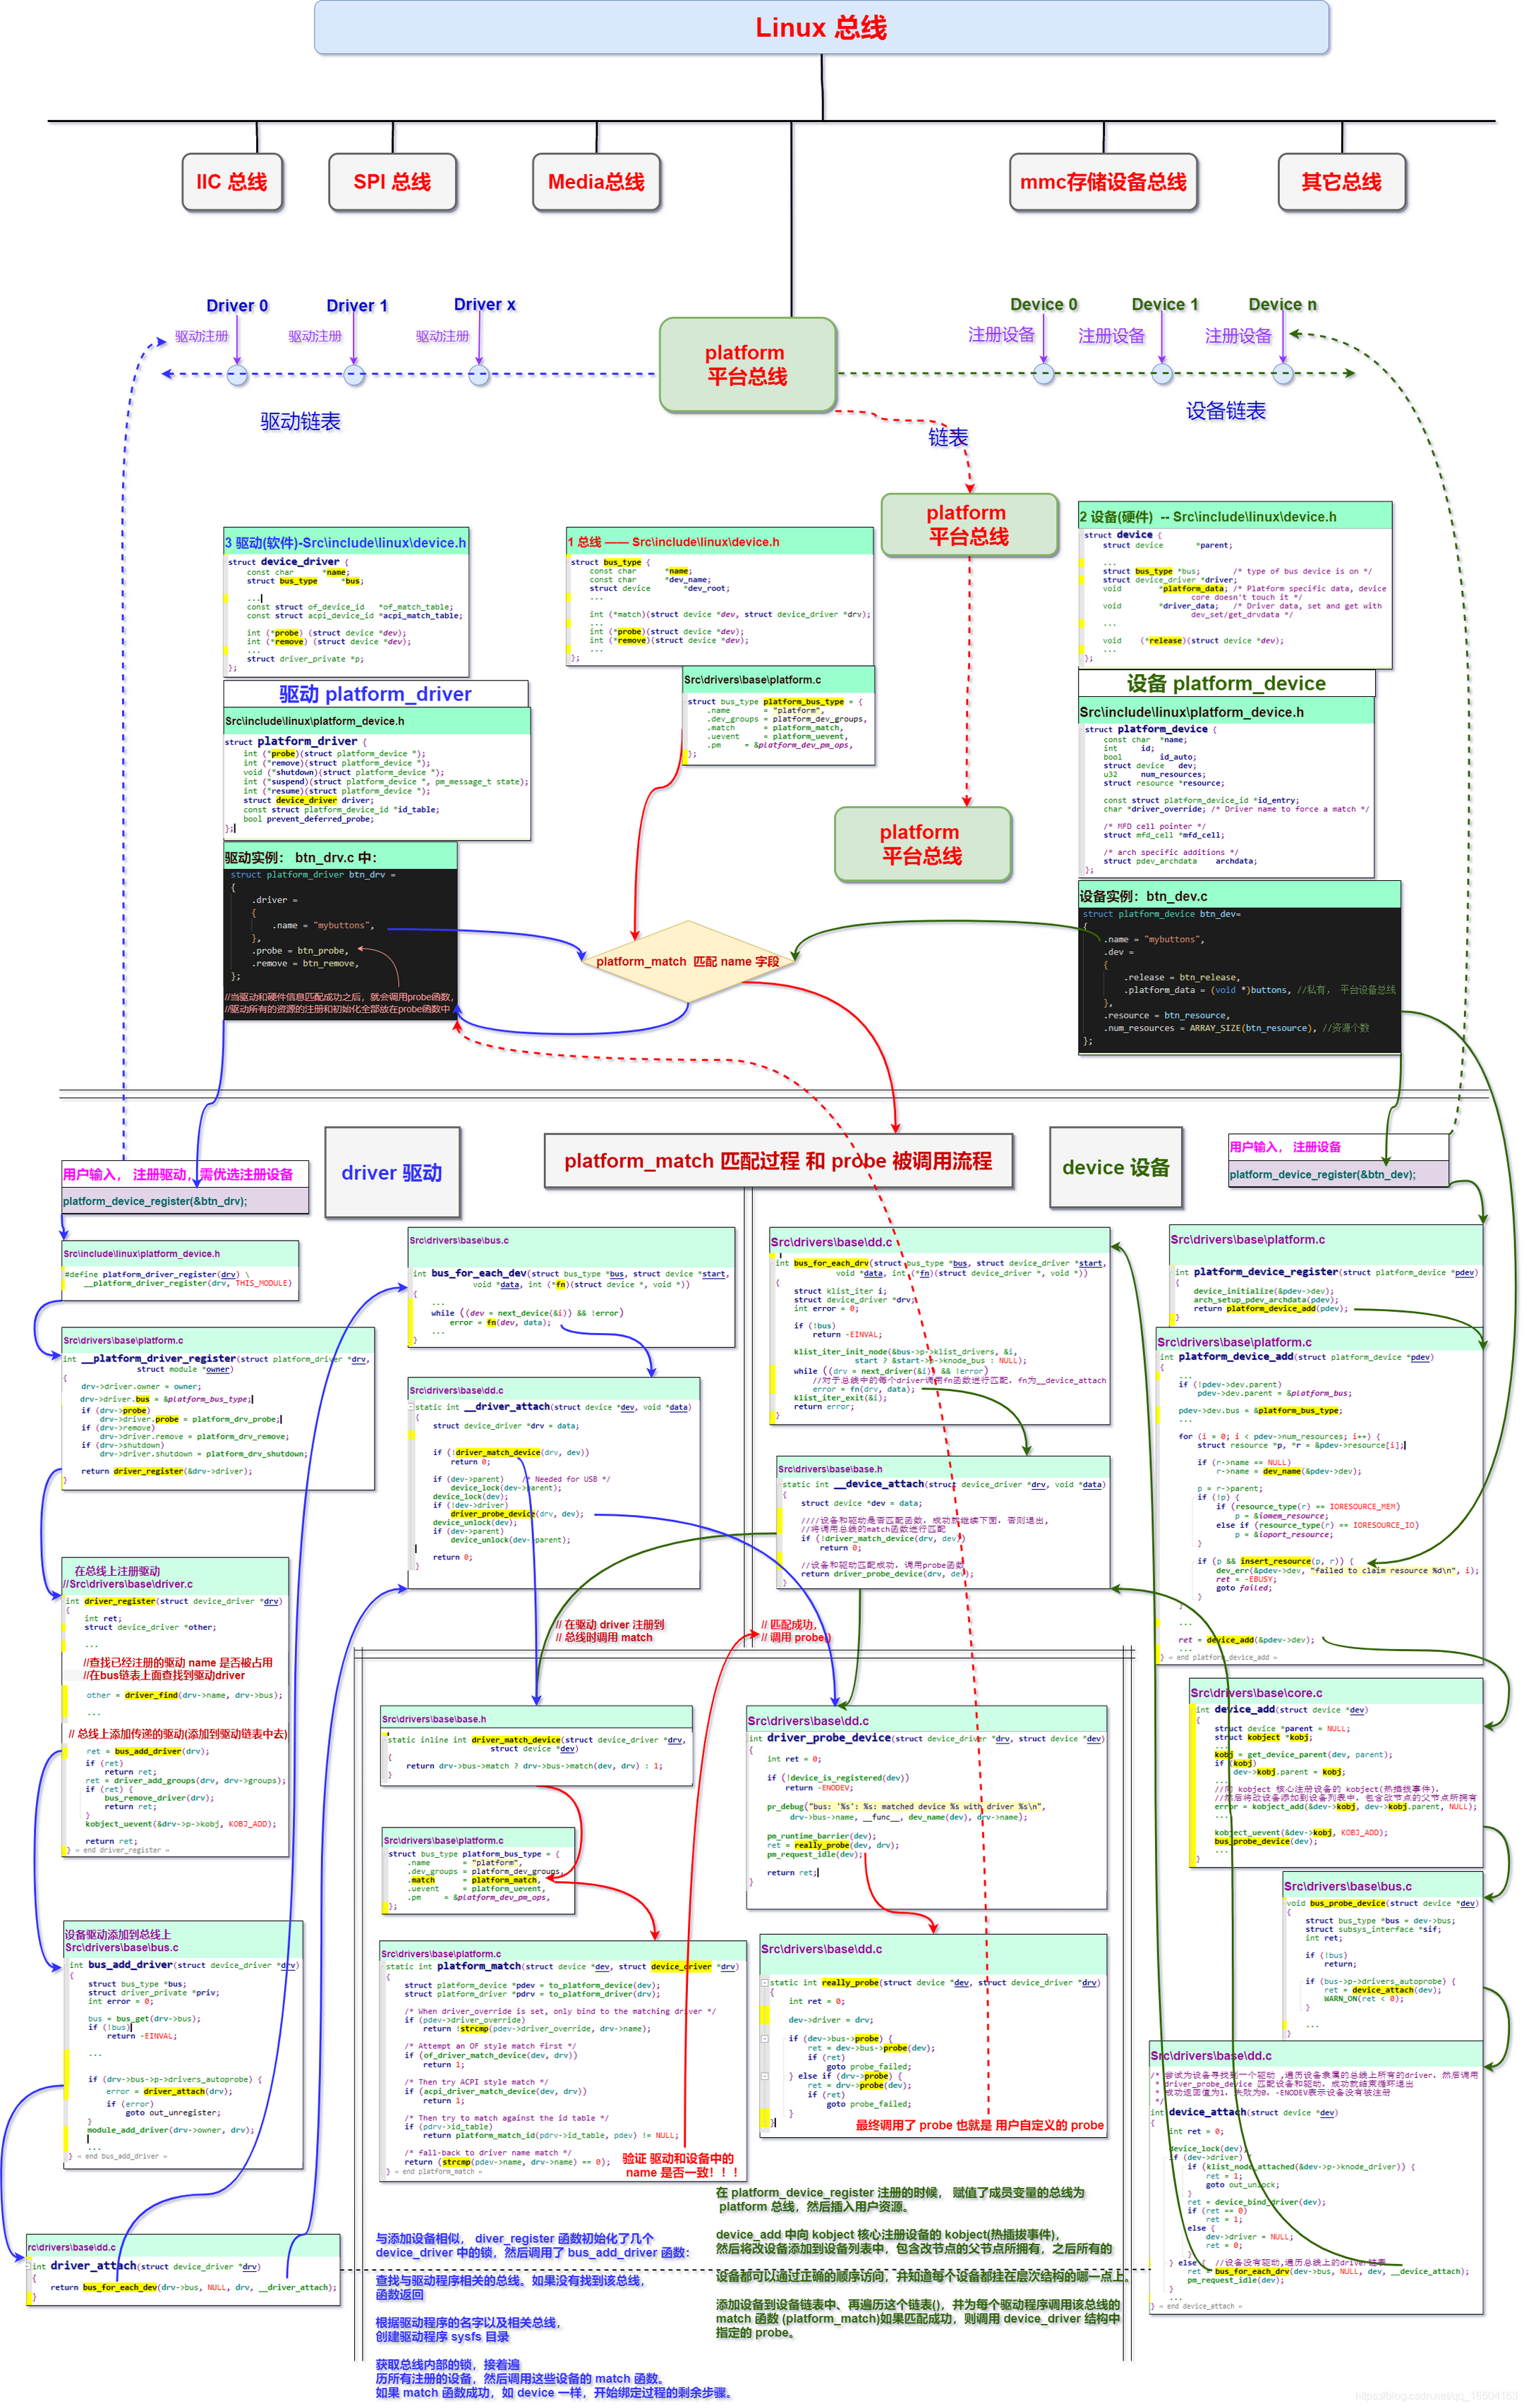 Linux 总线
IIC 总线
SPI 总线
Media总线
mmc存储设备总线
其它总线
Driver 0
Driver 1
Driver x
驱动注册
驱动注册
驱动注册
驱动链表
platform
平台总线
Device 0
Device 1
Device n
注册设备
注册设备
注册设备
设备链表
链表
platform
平台总线
platform
平台总线
3 驱动(软件)-Src\include\linux\device.h
struct device_driver {
const char *name;
struct bus_type *bus;
...
const struct of_device_id *of_match_table;
const struct acpi_device_id *acpi_match_table;
int (*probe) (struct device *dev);
int (*remove) (struct device *dev);
...
struct driver_private *p;
};
驱动 platform_driver
Src\include\linux\platform_device.h
struct platform_driver {
int (*probe)(struct platform_device *);
int (*remove)(struct platform_device *);
void (*shutdown)(struct platform_device *);
int (*suspend)(struct platform_device *, pm_message_t state);
int (*resume)(struct platform_device *);
struct device_driver driver;
const struct platform_device_id *id_table;
bool prevent_deferred_probe;
};
驱动实例: btn_drv.c 中:
struct platform_driver btn_drv =
{
.driver =
{
.name = "mybuttons",
},
.probe = btn_probe,
.remove = btn_remove,
};
//当驱动和硬件信息匹配成功之后，就会调用probe函数，
//驱动所有的资源的注册和初始化全部放在probe函数中
1 总线 —— Src\include\linux\device.h
struct bus_type {
const char *name;
const char *dev_name;
struct device *dev_root;
...
int (*match)(struct device *dev, struct device_driver *drv);
...
int (*probe)(struct device *dev);
int (*remove)(struct device *dev);
...
};
Src\drivers\base\platform.c
struct bus_type platform_bus_type = {
.name = "platform",
.dev_groups = platform_dev_groups,
.match = platform_match,
.uevent = platform_uevent,
.pm = &platform_dev_pm_ops,
};
2 设备(硬件) -- Src\include\linux\device.h
struct device {
struct device *parent;
...
struct bus_type *bus; /* type of bus device is on */
struct device_driver *driver;
void *platform_data; /* Platform specific data, device
core doesn't touch it */
void *driver_data; /* Driver data, set and get with
dev_set/get_drvdata */
...
void (*release)(struct device *dev);
...
};
设备 platform_device
Src\include\linux\platform_device.h
struct platform_device {
const char *name;
int id;
bool id_auto;
struct device dev;
u32 num_resources;
struct resource *resource;
const struct platform_device_id *id_entry;
char *driver_override; /* Driver name to force a match */
/* MFD cell pointer */
struct mfd_cell *mfd_cell;
/* arch specific additions */
struct pdev_archdata archdata;
};
设备实例: btn_dev.c
struct platform_device btn_dev=
{
.name = "mybuttons",
.dev =
{
.release = btn_release,
.platform_data = (void *)buttons, //私有， 平台设备总线
},
.resource = btn_resource,
.num_resources = ARRAY_SIZE(btn_resource), //资源个数
};
platform_match 匹配 name 字段
driver 驱动
platform_match 匹配过程 和 probe 被调用流程
device 设备
用户输入， 注册驱动，需优选注册设备
platform_device_register(&btn_drv);
用户输入， 注册设备
platform_device_register(&btn_dev);
Src\include\linux\platform_device.h
#define platform_driver_register(drv) \
__platform_driver_register(drv, THIS_MODULE)
Src\drivers\base\platform.c
int __platform_driver_register(struct platform_driver *drv,
struct module *owner)
{
drv->driver.owner = owner;
drv->driver.bus = &platform_bus_type;
if (drv->probe)
drv->driver.probe = platform_drv_probe;
if (drv->remove)
drv->driver.remove = platform_drv_remove;
if (drv->shutdown)
drv->driver.shutdown = platform_drv_shutdown;
return driver_register(&drv->driver);
}
在总线上注册驱动
//Src\drivers\base\driver.c
int driver_register(struct device_driver *drv)
{
int ret;
struct device_driver *other;
...
//查找已经注册的驱动 name 是否被占用
//在bus链表上面查找到驱动driver
other = driver_find(drv->name, drv->bus);
...
// 总线上添加传递的驱动(添加到驱动链表中去)
ret = bus_add_driver(drv);
if (ret)
return ret;
ret = driver_add_groups(drv, drv->groups);
if (ret) {
bus_remove_driver(drv);
return ret;
}
kobject_uevent(&drv->p->kobj, KOBJ_ADD);
return ret;
} « end driver_register »
设备驱动添加到总线上
Src\drivers\base\bus.c
int bus_add_driver(struct device_driver *drv)
{
struct bus_type *bus;
struct driver_private *priv;
int error = 0;
bus = bus_get(drv->bus);
if (!bus)
return -EINVAL;
...
if (drv->bus->p->drivers_autoprobe) {
error = driver_attach(drv);
if (error)
goto out_unregister;
}
module_add_driver(drv->owner, drv);
...
} « end bus_add_driver »
rc\drivers\base\dd.c
int driver_attach(struct device_driver *drv)
{
return bus_for_each_dev(drv->bus, NULL, drv, __driver_attach);
}
Src\drivers\base\bus.c
int bus_for_each_dev(struct bus_type *bus, struct device *start,
void *data, int (*fn)(struct device *, void *))
{
...
while ((dev = next_device(&i)) && !error)
error = fn(dev, data);
...
}
Src\drivers\base\dd.c
static int __driver_attach(struct device *dev, void *data)
{
struct device_driver *drv = data;
if (!driver_match_device(drv, dev))
return 0;
if (dev->parent) /* Needed for USB */
device_lock(dev->parent);
device_lock(dev);
if (!dev->driver)
driver_probe_device(drv, dev);
device_unlock(dev);
if (dev->parent)
device_unlock(dev->parent);
return 0;
}
Src\drivers\base\dd.c
int bus_for_each_drv(struct bus_type *bus, struct device_driver *start,
void *data, int (*fn)(struct device_driver *, void *))
{
struct klist_iter i;
struct device_driver *drv;
int error = 0;
if (!bus)
return -EINVAL;
klist_iter_init_node(&bus->p->klist_drivers, &i,
start ? &start->p->knode_bus : NULL);
while ((drv = next_driver(&i)) && !error)
//对于总线中的每个driver调用fn函数进行匹配，fn为__device_attach
error = fn(drv, data);
klist_iter_exit(&i);
return error;
}
Src\drivers\base\base.h
static int __device_attach(struct device_driver *drv, void *data)
{
struct device *dev = data;
////设备和驱动是否匹配函数，成功就继续下面，否则退出，
//将调用总线的match函数进行匹配
if (!driver_match_device(drv, dev))
return 0;
//设备和驱动匹配成功，调用probe函数
return driver_probe_device(drv, dev);
}
// 在驱动 driver 注册到
// 总线时调用 match
// 匹配成功，
// 调用 probe()
Src\drivers\base\base.h
static inline int driver_match_device(struct device_driver *drv,
struct device *dev)
{
return drv->bus->match ? drv->bus->match(dev, drv) : 1;
}
Src\drivers\base\platform.c
struct bus_type platform_bus_type = {
.name = "platform",
.dev_groups = platform_dev_groups,
.match = platform_match,
.uevent = platform_uevent,
.pm = &platform_dev_pm_ops,
};
Src\drivers\base\platform.c
static int platform_match(struct device *dev, struct device_driver *drv)
{
struct platform_device *pdev = to_platform_device(dev);
struct platform_driver *pdrv = to_platform_driver(drv);
/* When driver_override is set, only bind to the matching driver */
if (pdev->driver_override)
return !strcmp(pdev->driver_override, drv->name);
/* Attempt an OF style match first */
if (of_driver_match_device(dev, drv))
return 1;
/* Then try ACPI style match */
if (acpi_driver_match_device(dev, drv))
return 1;
/* Then try to match against the id table */
if (pdrv->id_table)
return platform_match_id(pdrv->id_table, pdev) != NULL;
/* fall-back to driver name match */
return (strcmp(pdev->name, drv->name) == 0);
} « end platform_match »
验证 驱动和设备中的
name 是否一致！！！
Src\drivers\base\dd.c
int driver_probe_device(struct device_driver *drv, struct device *dev)
{
int ret = 0;
if (!device_is_registered(dev))
return -ENODEV;
pr_debug("bus: '%s': %s: matched device %s with driver %s\n",
drv->bus->name, __func__, dev_name(dev), drv->name);
pm_runtime_barrier(dev);
ret = really_probe(dev, drv);
pm_request_idle(dev);
return ret;
}
Src\drivers\base\dd.c
static int really_probe(struct device *dev, struct device_driver *drv)
{
int ret = 0;
dev->driver = drv;
if (dev->bus->probe) {
ret = dev->bus->probe(dev);
if (ret)
goto probe_failed;
} else if (drv->probe) {
ret = drv->probe(dev);
if (ret)
goto probe_failed;
}
}
最终调用了 probe 也就是 用户自定义的 probe
Src\drivers\base\platform.c
int platform_device_register(struct platform_device *pdev)
{
device_initialize(&pdev->dev);
arch_setup_pdev_archdata(pdev);
return platform_device_add(pdev);
}
Src\drivers\base\platform.c
int platform_device_add(struct platform_device *pdev)
{
...
if (!pdev->dev.parent)
pdev->dev.parent = &platform_bus;
pdev->dev.bus = &platform_bus_type;
...
for (i = 0; i < pdev->num_resources; i++) {
struct resource *p, *r = &pdev->resource[i];
if (r->name == NULL)
r->name = dev_name(&pdev->dev);
p = r->parent;
if (!p) {
if (resource_type(r) == IORESOURCE_MEM)
p = &iomem_resource;
else if (resource_type(r) == IORESOURCE_IO)
p = &ioport_resource;
}
if (p && insert_resource(p, r)) {
dev_err(&pdev->dev, "failed to claim resource %d\n", i);
ret = -EBUSY;
goto failed;
}
}
...
ret = device_add(&pdev->dev);
...
} « end platform_device_add »
Src\drivers\base\core.c
int device_add(struct device *dev)
{
struct device *parent = NULL;
struct kobject *kobj;
...
kobj = get_device_parent(dev, parent);
if (kobj)
dev->kobj.parent = kobj;
...
//向 kobject 核心注册设备的 kobject(热插拔事件)，
//然后将改设备添加到设备列表中，包含改节点的父节点所拥有
error = kobject_add(&dev->kobj, dev->kobj.parent, NULL);
...
kobject_uevent(&dev->kobj, KOBJ_ADD);
bus_probe_device(dev);
...
}
Src\drivers\base\bus.c
void bus_probe_device(struct device *dev)
{
struct bus_type *bus = dev->bus;
struct subsys_interface *sif;
int ret;
if (!bus)
return;
if (bus->p->drivers_autoprobe) {
ret = device_attach(dev);
WARN_ON(ret < 0);
}
...
}
Src\drivers\base\dd.c
/* 尝试为设备寻找到一个驱动 ,遍历设备隶属的总线上所有的driver，然后调用
* driver_probe_device 匹配设备和驱动，成功就结束循环退出
* 成功返回值为1，失败为0，-ENODEV表示设备没有被注册
*/
int device_attach(struct device *dev)
{
int ret = 0;
device_lock(dev);
if (dev->driver) {
if (klist_node_attached(&dev->p->knode_driver)) {
ret = 1;
goto out_unlock;
}
ret = device_bind_driver(dev);
if (ret == 0)
ret = 1;
else {
dev->driver = NULL;
ret = 0;
}
} else { //设备没有驱动,遍历总线上的driver链表
ret = bus_for_each_drv(dev->bus, NULL, dev, __device_attach);
pm_request_idle(dev);
}
...
} « end device_attach »
与添加设备相似， diver_register 函数初始化了几个
device_driver 中的锁，然后调用了 bus_add_driver 函数：
查找与驱动程序相关的总线。如果没有找到该总线，
函数返回
根据驱动程序的名字以及相关总线，
创建驱动程序 sysfs 目录
获取总线内部的锁，接着遍
历所有注册的设备，然后调用这些设备的 match 函数。
如果 match 函数成功，如 device 一样，开始绑定过程的剩余步骤。
在 platform_device_register 注册的时候， 赋值了成员变量的总线为
platform 总线，然后插入用户资源。
device_add 中向 kobject 核心注册设备的 kobject(热插拔事件)，
然后将改设备添加到设备列表中，包含改节点的父节点所拥有，之后所有的
设备都可以通过正确的顺序访问，并知道每个设备都挂在层次结构的哪一点上。
添加设备到设备链表中、再遍历这个链表()，并为每个驱动程序调用该总线的
match 函数 (platform_match)如果匹配成功，则调用 device_driver 结构中
指定的 probe。